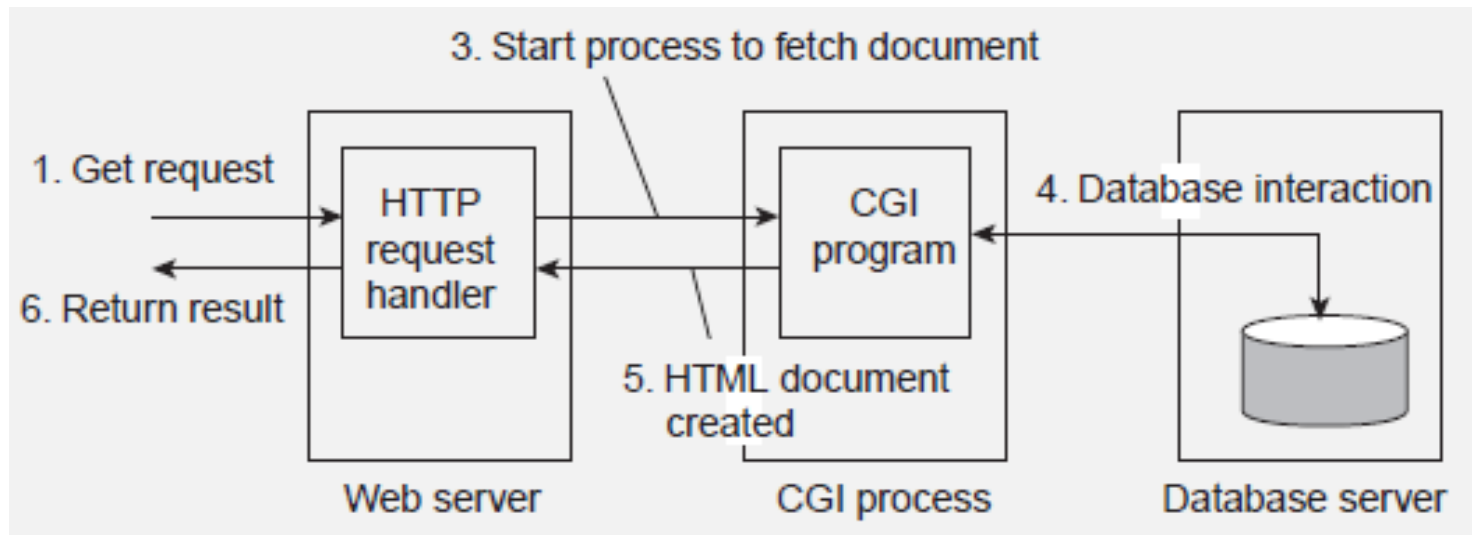 3. Start process to fetch document
1. Get request
HTTP
request
handler
CGI
program
4. Database interaction
6. Return result
5. HTML document
created
Web server
CGI process
Database server